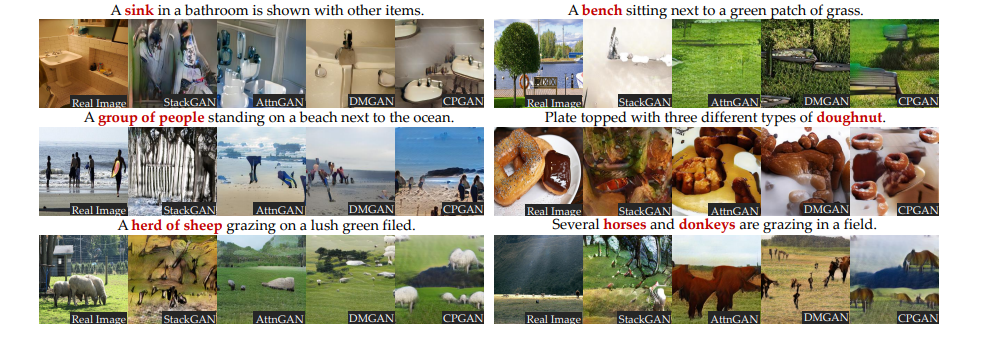 A sink in a bathroom is shown with other items.
Real Image StackGAN AttnGAN DMGAN CPGAN
A group of people standing on a beach next to the ocean.
Real Image StackGAN AttnGAN DMGAN CPGAN
A herd of sheep grazing on a lush green filed.
Real Image StackGAN AttnGAN DMGAN CPGAN
A bench sitting next to a green patch of grass.
Real Image StackGAN AttnGAN DMGAN CPGAN
Plate topped with three different types of doughnut.
Real Image StackGAN AttnGAN DMGAN CPGAN
Several horses and donkeys are grazing in a field.
Real Image StackGAN AttnGAN DMGAN CPGAN